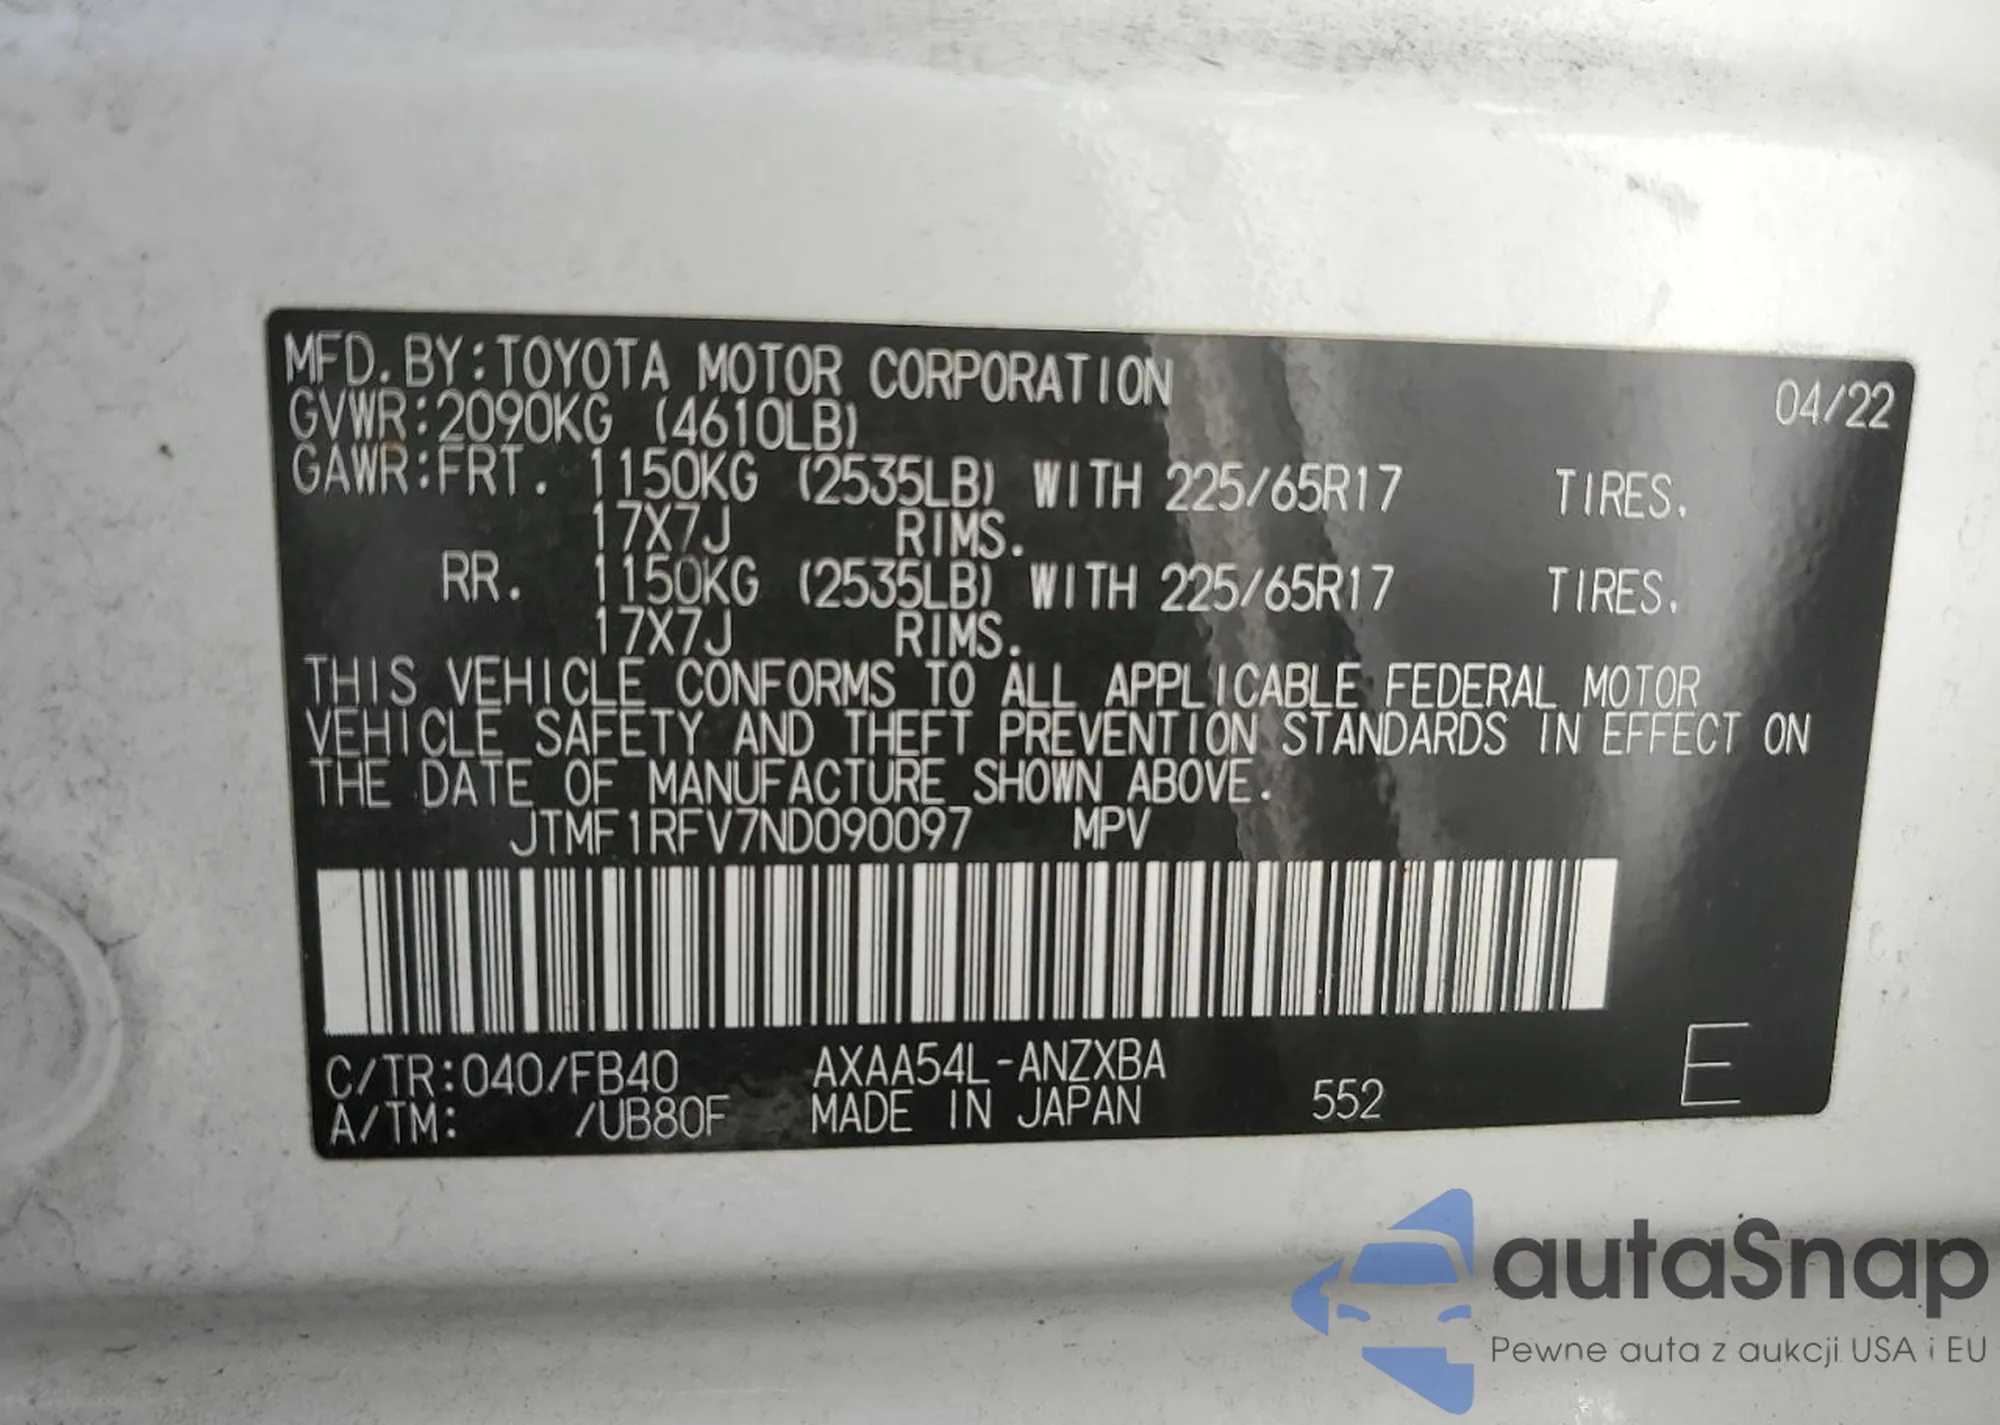 MFD.BY:TOYOTA MOTOR CORPORATION 04/22
GVWR:2090KG (4610LB)
GAWR:FRT. 1150KG (2535LB) WITH 225/65R17 TIRES.
17X7J RIMS.
RR. 1150KG (2535LB) WITH 225/65R17 TIRES.
17X7J RIMS.
THIS VEHICLE CONFORMS TO ALL APPLICABLE FEDERAL MOTOR
VEHICLE SAFETY AND THEFT PREVENTION STANDARDS IN EFFECT ON
THE DATE OF MANUFACTURE SHOWN ABOVE.
JTMF1RFV7ND090097 MPV
C/TR:040/FB40 AXAA54L-ANZXBA
A/TM: /UB80F MADE IN JAPAN 552 E
autaSnap
Pewne auta z aukcji USA i EU